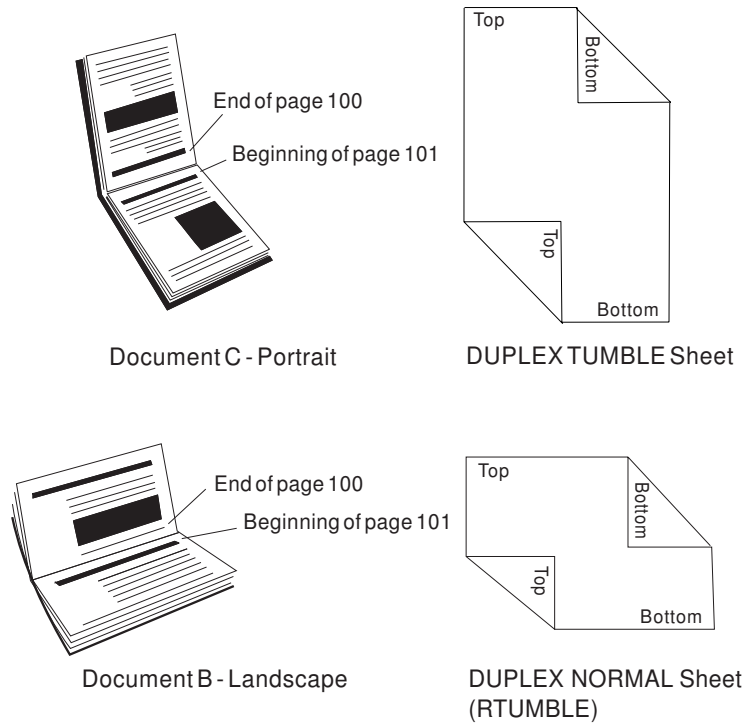 Top
Bottom
End of page 100
Beginning of page 101
Top
Bottom
Document C - Portrait
DUPLEX TUMBLE Sheet
Top
Bottom
End of page 100
Beginning of page 101
Top
Bottom
Document B - Landscape
DUPLEX NORMAL Sheet
(RTUMBLE)